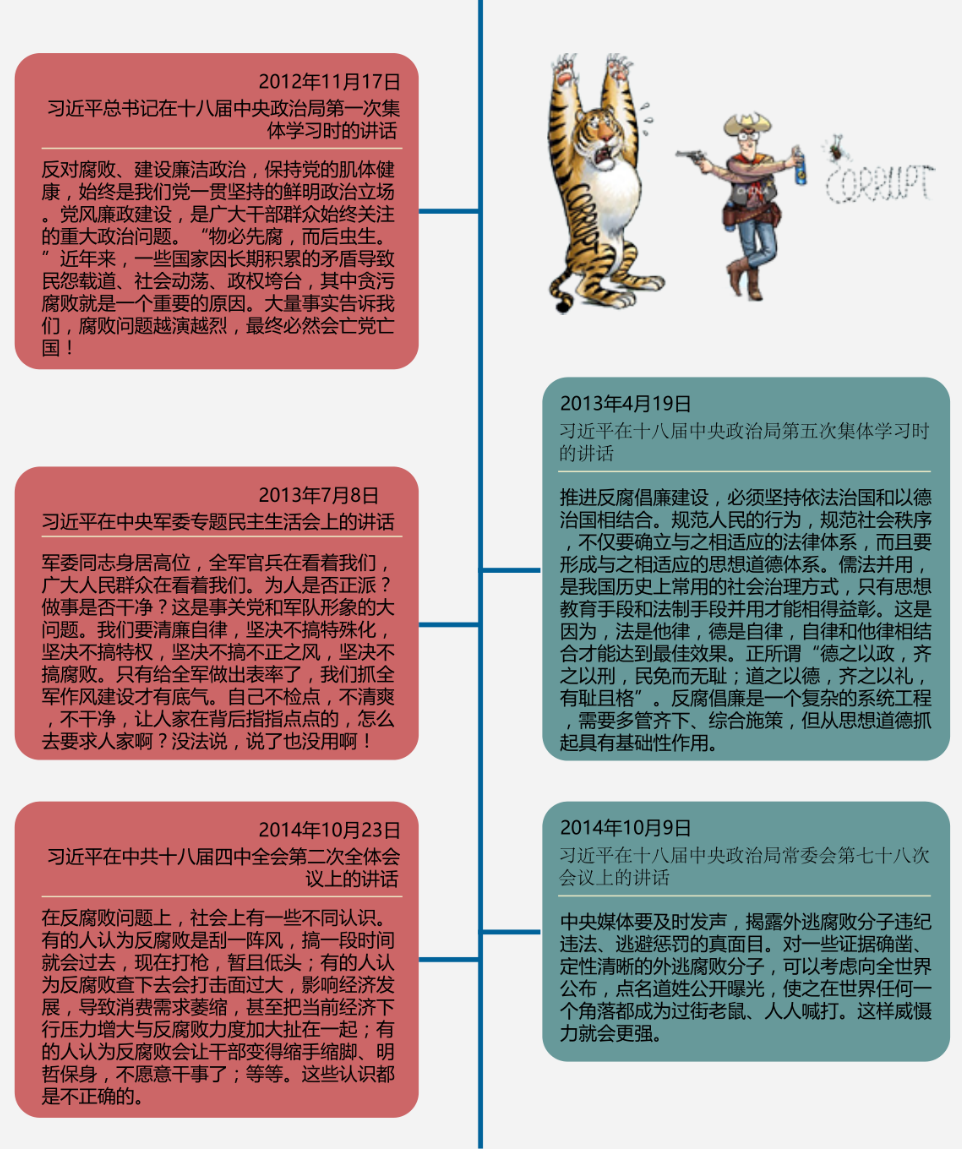 2012年11月17日
习近平总书记在十八届中央政治局第一次集
体学习时的讲话
反对腐败、建设廉洁政治，保持党的肌体健
康，始终是我们党一贯坚持的鲜明政治立场
。党风廉政建设，是广大干部群众始终关注
的重大政治问题。“物必先腐，而后虫生。
”近年来，一些国家因长期积累的矛盾导致
民怨载道、社会动荡、政权垮台，其中贪污
腐败就是一个重要的原因。大量事实告诉我
们，腐败问题越演越烈，最终必然会亡党亡
国！
CORRUPT
CHINA
CORRUPT
2013年4月19日
习近平在十八届中央政治局第五次集体学习时
的讲话
推进反腐倡廉建设，必须坚持依法治国和以德
治国相结合。规范人民的行为，规范社会秩序
，不仅要确立与之相适应的法律体系，而且要
形成与之相适应的思想道德体系。儒法并用，
是我国历史上常用的社会治理方式，只有思想
教育手段和法制手段并用才能相得益彰。这是
因为，法是他律，德是自律，自律和他律相结
合才能达到最佳效果。正所谓“德之以政，齐
之以刑，民免而无耻；道之以德，齐之以礼，
有耻且格”。反腐倡廉是一个复杂的系统工程
，需要多管齐下、综合施策，但从思想道德抓
起具有基础性作用。
2013年7月8日
习近平在中央军委专题民主生活会上的讲话
军委同志身居高位，全军官兵在看着我们，
广大人民群众在看着我们。为人是否正派？
做事是否干净？这是事关党和军队形象的大
问题。我们要清廉自律，坚决不搞特殊化，
坚决不搞特权，坚决不搞不正之风，坚决不
搞腐败。只有给全军做出表率了，我们抓全
军作风建设才有底气。自己不检点，不清爽
，不干净，让人家在背后指指点点的，怎么
去要求人家啊？没法说，说了也没用啊！
2014年10月9日
习近平在十八届中央政治局常委会第七十八次
会议上的讲话
中央媒体要及时发声，揭露外逃腐败分子违纪
违法、逃避惩罚的真面目。对一些证据确凿、
定性清晰的外逃腐败分子，可以考虑向全世界
公布，点名道姓公开曝光，使之在世界任何一
个角落都成为过街老鼠、人人喊打。这样威慑
力就会更强。
2014年10月23日
习近平在中共十八届四中全会第二次全体会
议上的讲话
在反腐败问题上，社会上有一些不同认识。
有的人认为反腐败是刮一阵风，搞一段时间
就会过去，现在打枪，暂且低头；有的人认
为反腐败查下去会打击面过大，影响经济发
展，导致消费需求萎缩，甚至把当前经济下
行压力增大与反腐败力度加大扯在一起；有
的人认为反腐败会让干部变得缩手缩脚、明
哲保身，不愿意干事了；等等。这些认识都
是不正确的。